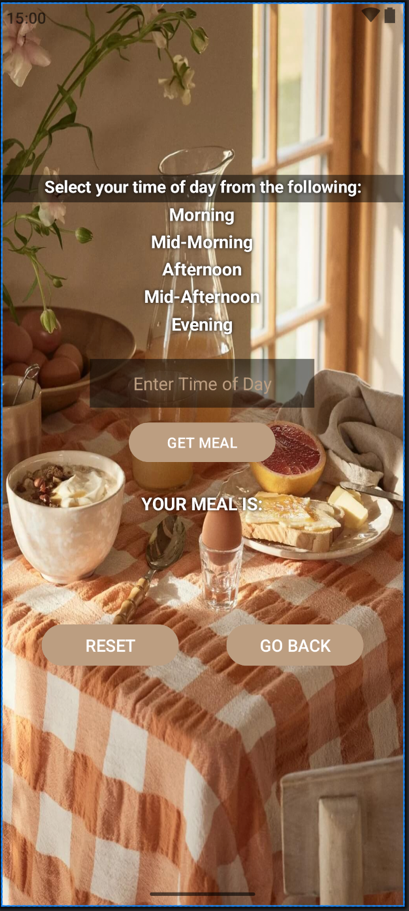 15:00
Select your time of day from the following:
Morning
Mid-Morning
Afternoon
Mid-Afternoon
Evening
Enter Time of Day
GET MEAL
YOUR MEAL IS:
RESET
GO BACK